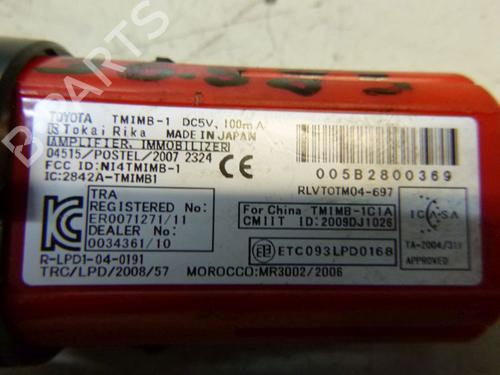 TOYOTA TMIMB-1 DC5V, 100mA
Tokai Rika MADE IN JAPAN
AMPLIFIER, IMMOBILIZER
04515/POSTEL/2007 2324
FCC ID:NI4TMIMB-1
IC:2842A-TMIMB1
CE
005B2800369
RLVTOTM04-697
TRA
REGISTERED No:
ER0071271/11
DEALER No:
0034361/10
For China TMIMB-1C1A
CMIIT ID:2009DJ1026
ETC093LPD0168
ICASA
TA-2004/311
APPROVED
R-LPD1-04-0191
TRC/LPD/2008/57
MOROCCO:MR3002/2006
B-PARTS